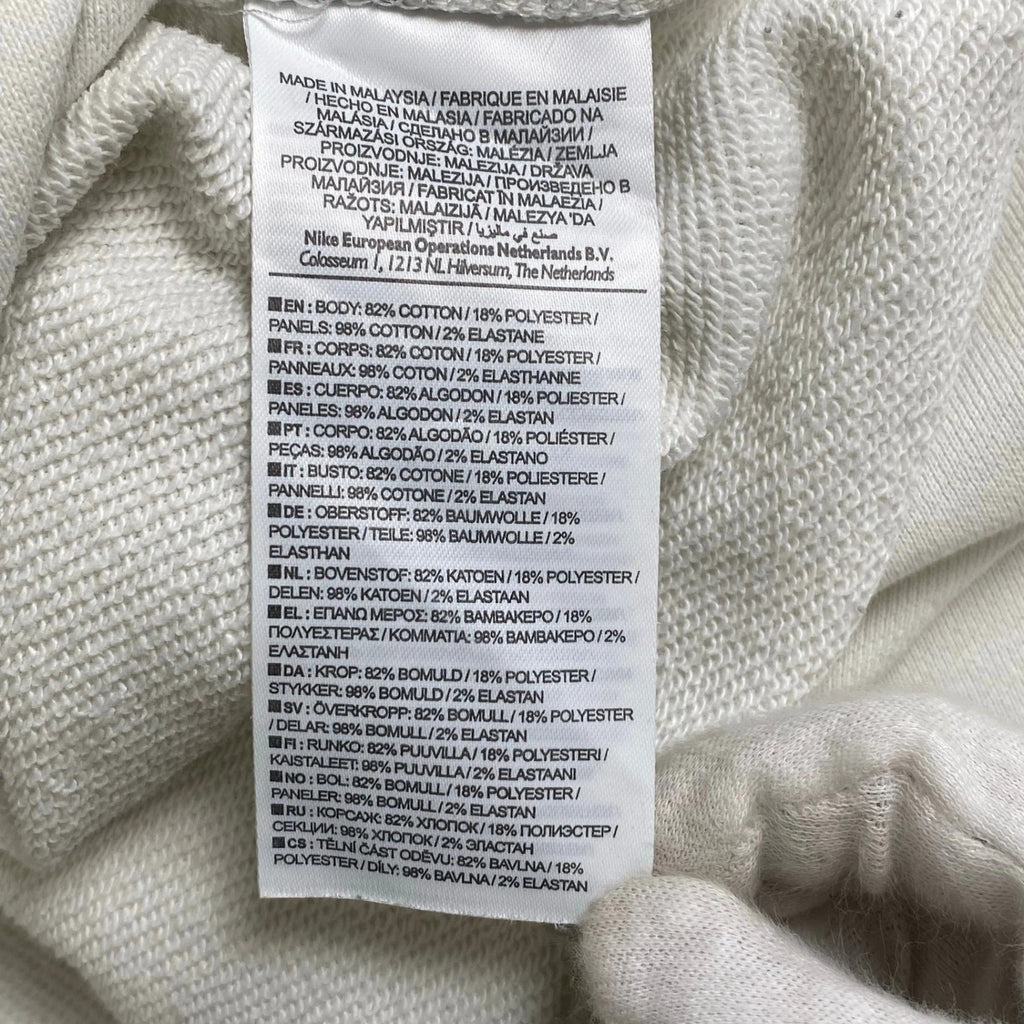 MADE IN MALAYSIA / FABRIQUE EN MALAISIE
/ HECHO EN MALASIA / FABRICADO NA
MALÁSIA / СДЕЛАНО В МАЛАЙЗИИ /
SZÁRMAZÁSI ORSZÁG: MALÉZIA / ZEMLJA
PROIZVODNJE: MALEZIJA / DRŽAVA
PROIZVODNJE: MALEZIJA / ПРОИЗВЕДЕНО В
МАЛАЙЗИЯ / FABRICAT ÎN MALAEZIA /
RAŽOTS: MALAIZIJĀ / MALEZYA'DA
YAPILMIŞTIR / صنع في ماليزيا
Nike European Operations Netherlands B.V.
Colosseum 1, 1213 NL Hilversum, The Netherlands
EN : BODY: 82% COTTON / 18% POLYESTER /
PANELS: 98% COTTON / 2% ELASTANE
FR : CORPS: 82% COTON / 18% POLYESTER /
PANNEAUX: 98% COTON / 2% ELASTHANNE
ES : CUERPO: 82% ALGODON / 18% POLIESTER /
PANELES: 98% ALGODON / 2% ELASTAN
PT : CORPO: 82% ALGODÃO / 18% POLIÉSTER /
PEÇAS: 98% ALGODÃO / 2% ELASTANO
IT : BUSTO: 82% COTONE / 18% POLIESTERE /
PANNELLI: 98% COTONE / 2% ELASTAN
DE : OBERSTOFF: 82% BAUMWOLLE / 18%
POLYESTER / TEILE: 98% BAUMWOLLE / 2%
ELASTHAN
NL : BOVENSTOF: 82% KATOEN / 18% POLYESTER /
DELEN: 98% KATOEN / 2% ELASTAAN
EL : ΕΠΑΝΩ ΜΕΡΟΣ: 82% ΒΑΜΒΑΚΕΡΟ / 18%
ΠΟΛΥΕΣΤΕΡΑΣ / ΚΟΜΜΑΤΙΑ: 98% ΒΑΜΒΑΚΕΡΟ / 2%
ΕΛΑΣΤΑΝΗ
DA : KROP: 82% BOMULD / 18% POLYESTER /
STYKKER: 98% BOMULD / 2% ELASTAN
SV : ÖVERKROPP: 82% BOMULL / 18% POLYESTER
/ DELAR: 98% BOMULL / 2% ELASTAN
FI : RUNKO: 82% PUUVILLA / 18% POLYESTERI /
KAISTALEET: 98% PUUVILLA / 2% ELASTAANI
NO : BOL: 82% BOMULL / 18% POLYESTER /
PANELER: 98% BOMULL / 2% ELASTAN
RU : КОРСАЖ: 82% ХЛОПОК / 18% ПОЛИЭСТЕР /
СЕКЦИИ: 98% ХЛОПОК / 2% ЭЛАСТАН
CS : TĚLNÍ ČÁST ODĚVU: 82% BAVLNA / 18%
POLYESTER / DÍLY: 98% BAVLNA / 2% ELASTAN